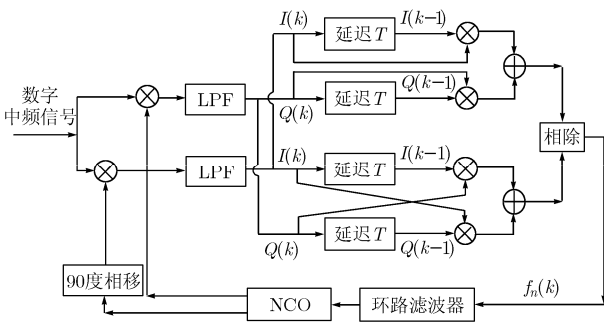 I(k)
延迟T
I(k−1)
数字
中频信号
LPF
Q(k)
延迟T
Q(k−1)
相除
LPF
I(k)
延迟T
I(k−1)
Q(k)
延迟T
Q(k−1)
90度相移
NCO
环路滤波器
fn(k)